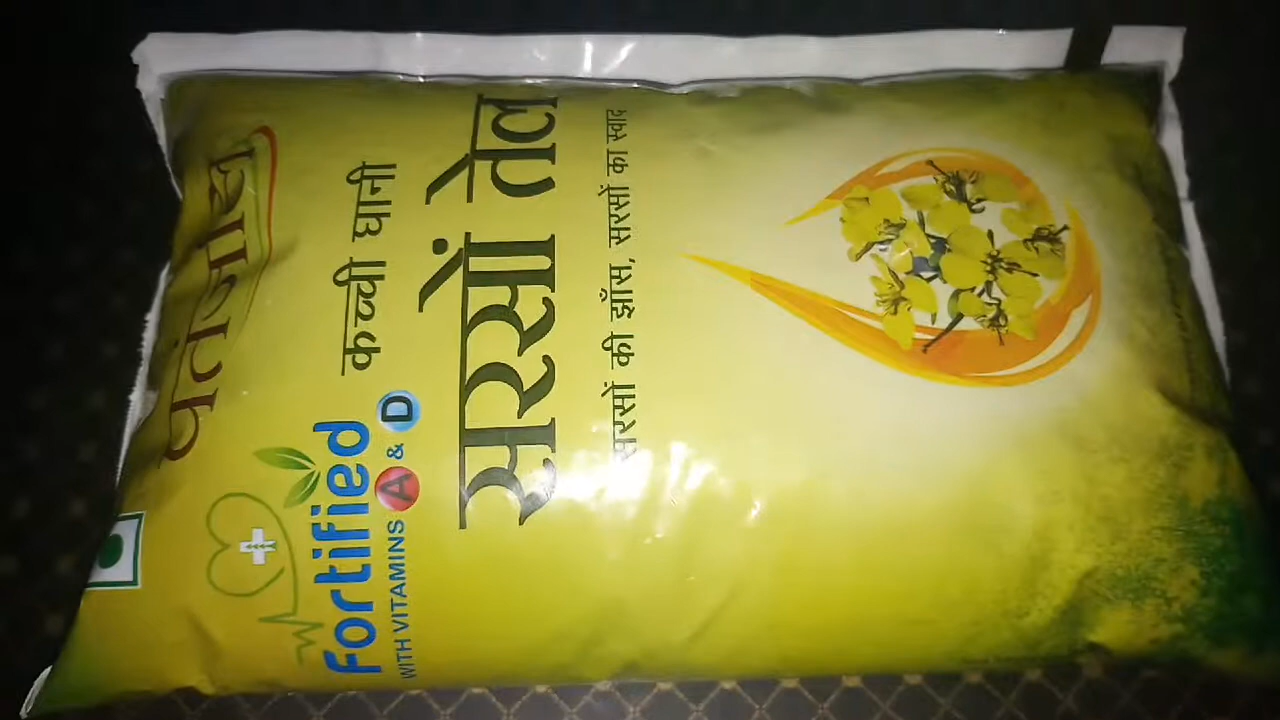 पतंजलि
कच्ची घानी
सरसों तेल
सरसों की झाँस, सरसों का स्वाद
Fortified
WITH VITAMINS A & D